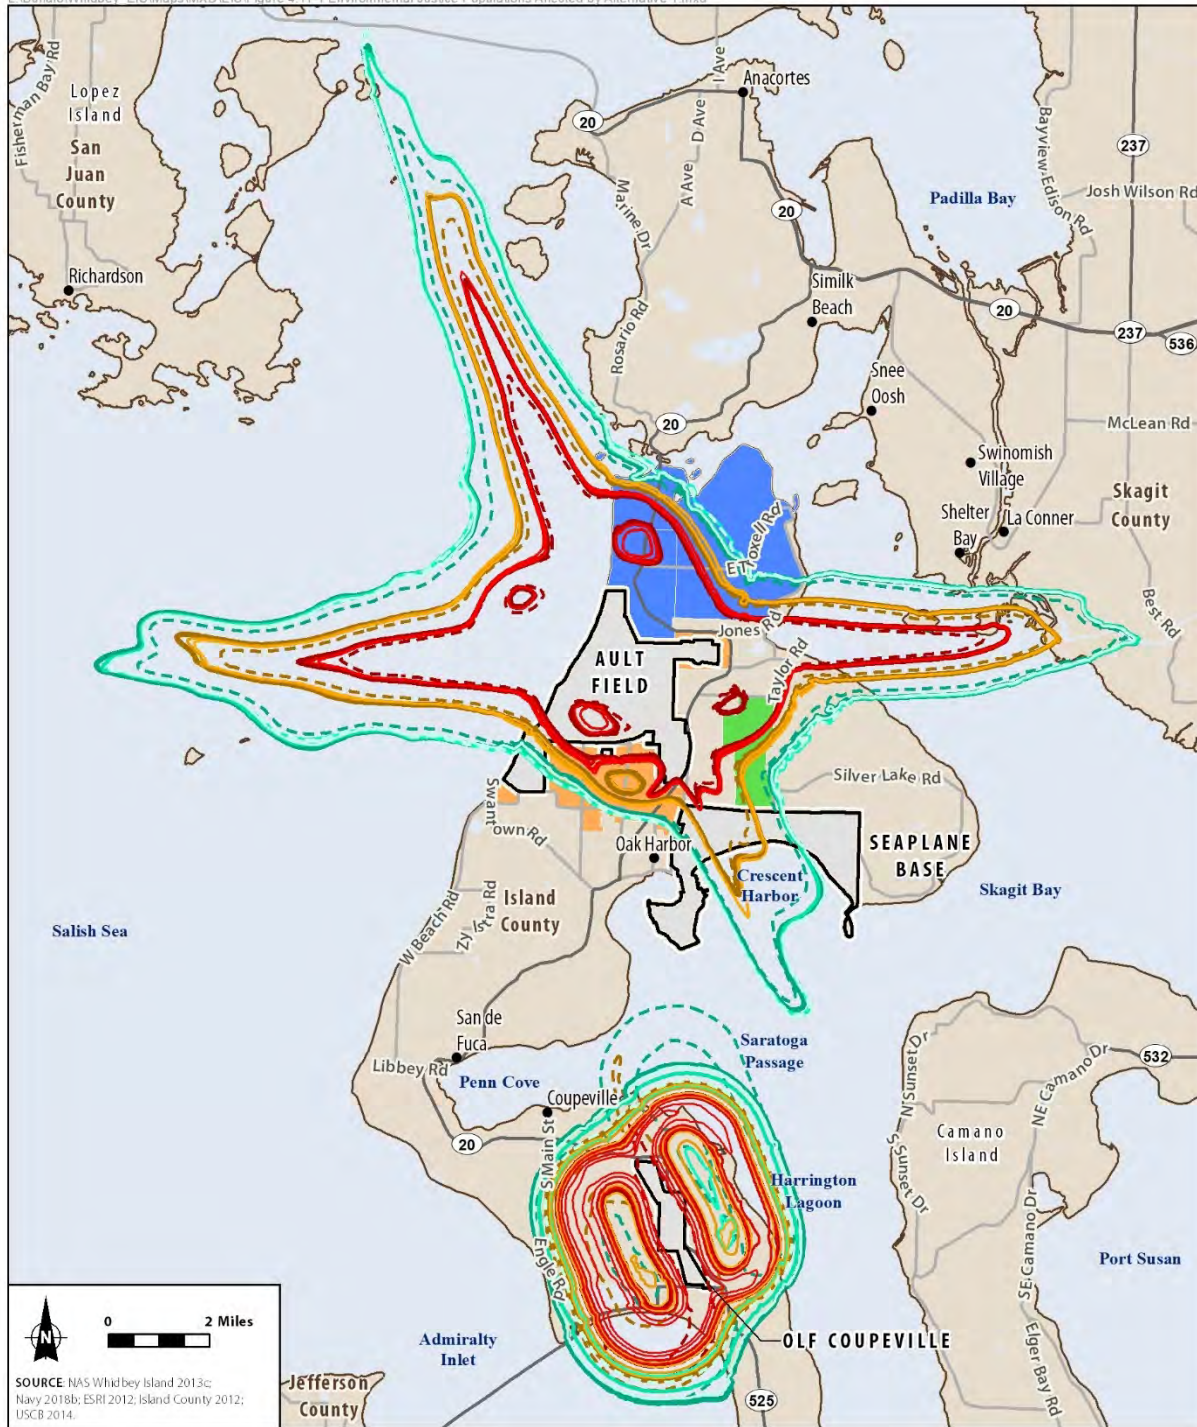 Fisherman Bay Rd
Lopez
Island
San
Juan
County
Richardson
20
Anacortes
I Ave
D Ave
A Ave
Marine Dr
20
Rosario Rd
Similk
Beach
20
Padilla Bay
Bayview-Edison Rd
237
Josh Wilson Rd
20
237
536
Snee
Oosh
McLean Rd
Swinomish
Village
Shelter
Bay
La Conner
Skagit
County
Best Rd
E Troxell Rd
Jones Rd
Taylor Rd
AULT
FIELD
Silver Lake Rd
Swant
own Rd
Oak Harbor
SEAPLANE
BASE
Crescent
Harbor
Skagit Bay
Island
County
Zylstra Rd
W Beach Rd
Salish Sea
San de
Fuca
Libbey Rd
Penn Cove
Saratoga
Passage
Coupeville
20
S Main St
Engle Rd
Harrington
Lagoon
N Sunset Dr
S Sunset Dr
Camano
Island
NE Camano Dr
532
SE Camano Dr
Elger Bay Rd
Port Susan
Admiralty
Inlet
OLF COUPEVILLE
525
Jefferson
County
N
0 2 Miles
SOURCE: NAS Whidbey Island 2013c;
Navy 2018b; ESRI 2012; Island County 2012;
USCB 2014.